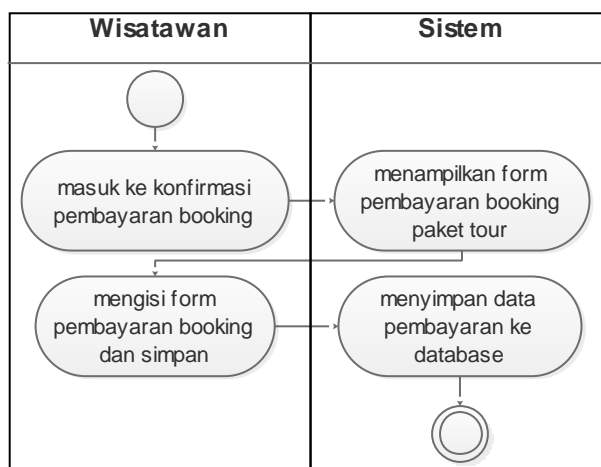 Wisatawan
Sistem
masuk ke konfirmasi
pembayaran booking
menampilkan form
pembayaran booking
paket tour
mengisi form
pembayaran booking
dan simpan
menyimpan data
pembayaran ke
database